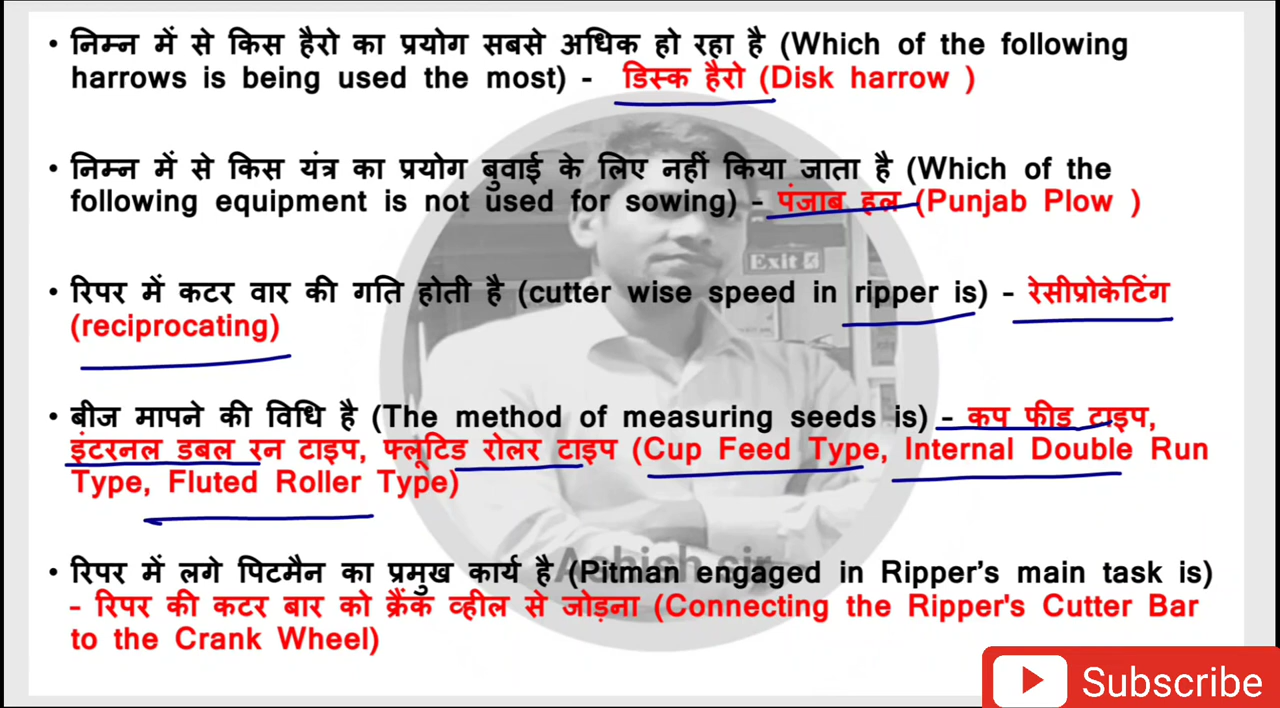 • निम्न में से किस हैरो का प्रयोग सबसे अधिक हो रहा है (Which of the following
harrows is being used the most) - डिस्क हैरो (Disk harrow )
• निम्न में से किस यंत्र का प्रयोग बुवाई के लिए नहीं किया जाता है (Which of the
following equipment is not used for sowing) - पंजाब हल (Punjab Plow )
Exit
• रिपर में कटर वार की गति होती है (cutter wise speed in ripper is) - रेसीप्रोकेटिंग
(reciprocating)
• बीज मापने की विधि है (The method of measuring seeds is) - कप फीड टाइप,
इंटरनल डबल रन टाइप, फ्लूटिड रोलर टाइप (Cup Feed Type, Internal Double Run
Type, Fluted Roller Type)
Ashish sir
• रिपर में लगे पिटमैन का प्रमुख कार्य है (Pitman engaged in Ripper's main task is)
- रिपर की कटर बार को क्रैंक व्हील से जोड़ना (Connecting the Ripper's Cutter Bar
to the Crank Wheel)
Subscribe